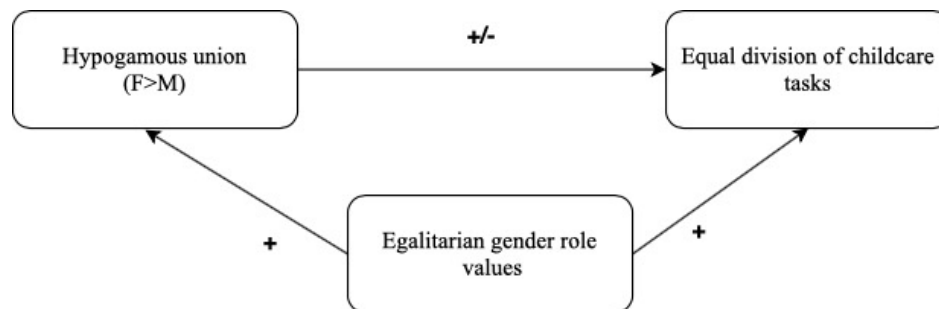 +/-
Hypogamous union
(F>M)
Equal division of childcare
tasks
+
Egalitarian gender role
values
+